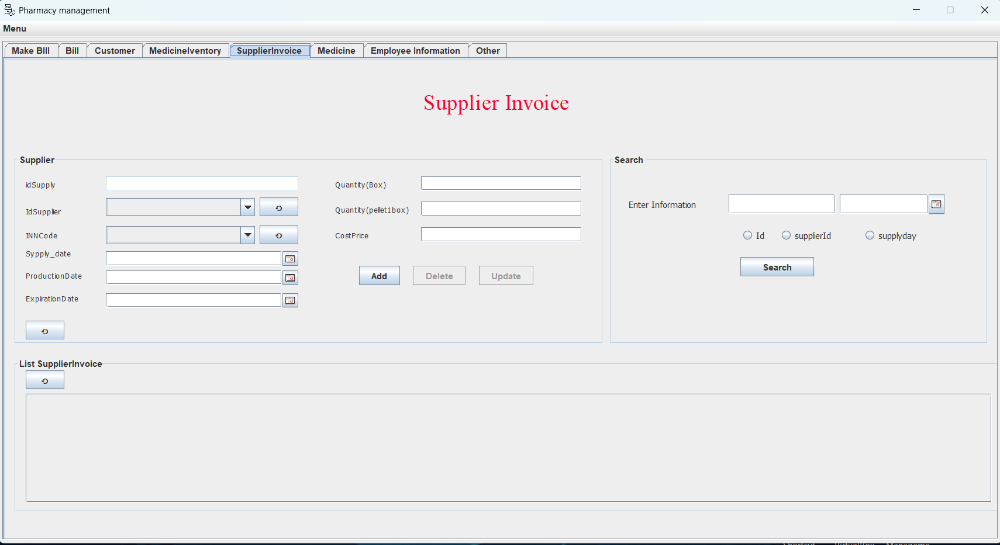 Pharmacy management
Menu
Make BIll Bill Customer MedicineIventory SupplierInvoice Medicine Employee Information Other
Supplier Invoice
Supplier
idSupply
IdSupplier
INNCode
Sypply_date
ProductionDate
ExpirationDate
Quantity(Box)
Quantity(pellet1box)
CostPrice
Add Delete Update
Search
Enter Information
Id supplierId supplyday
Search
List SupplierInvoice